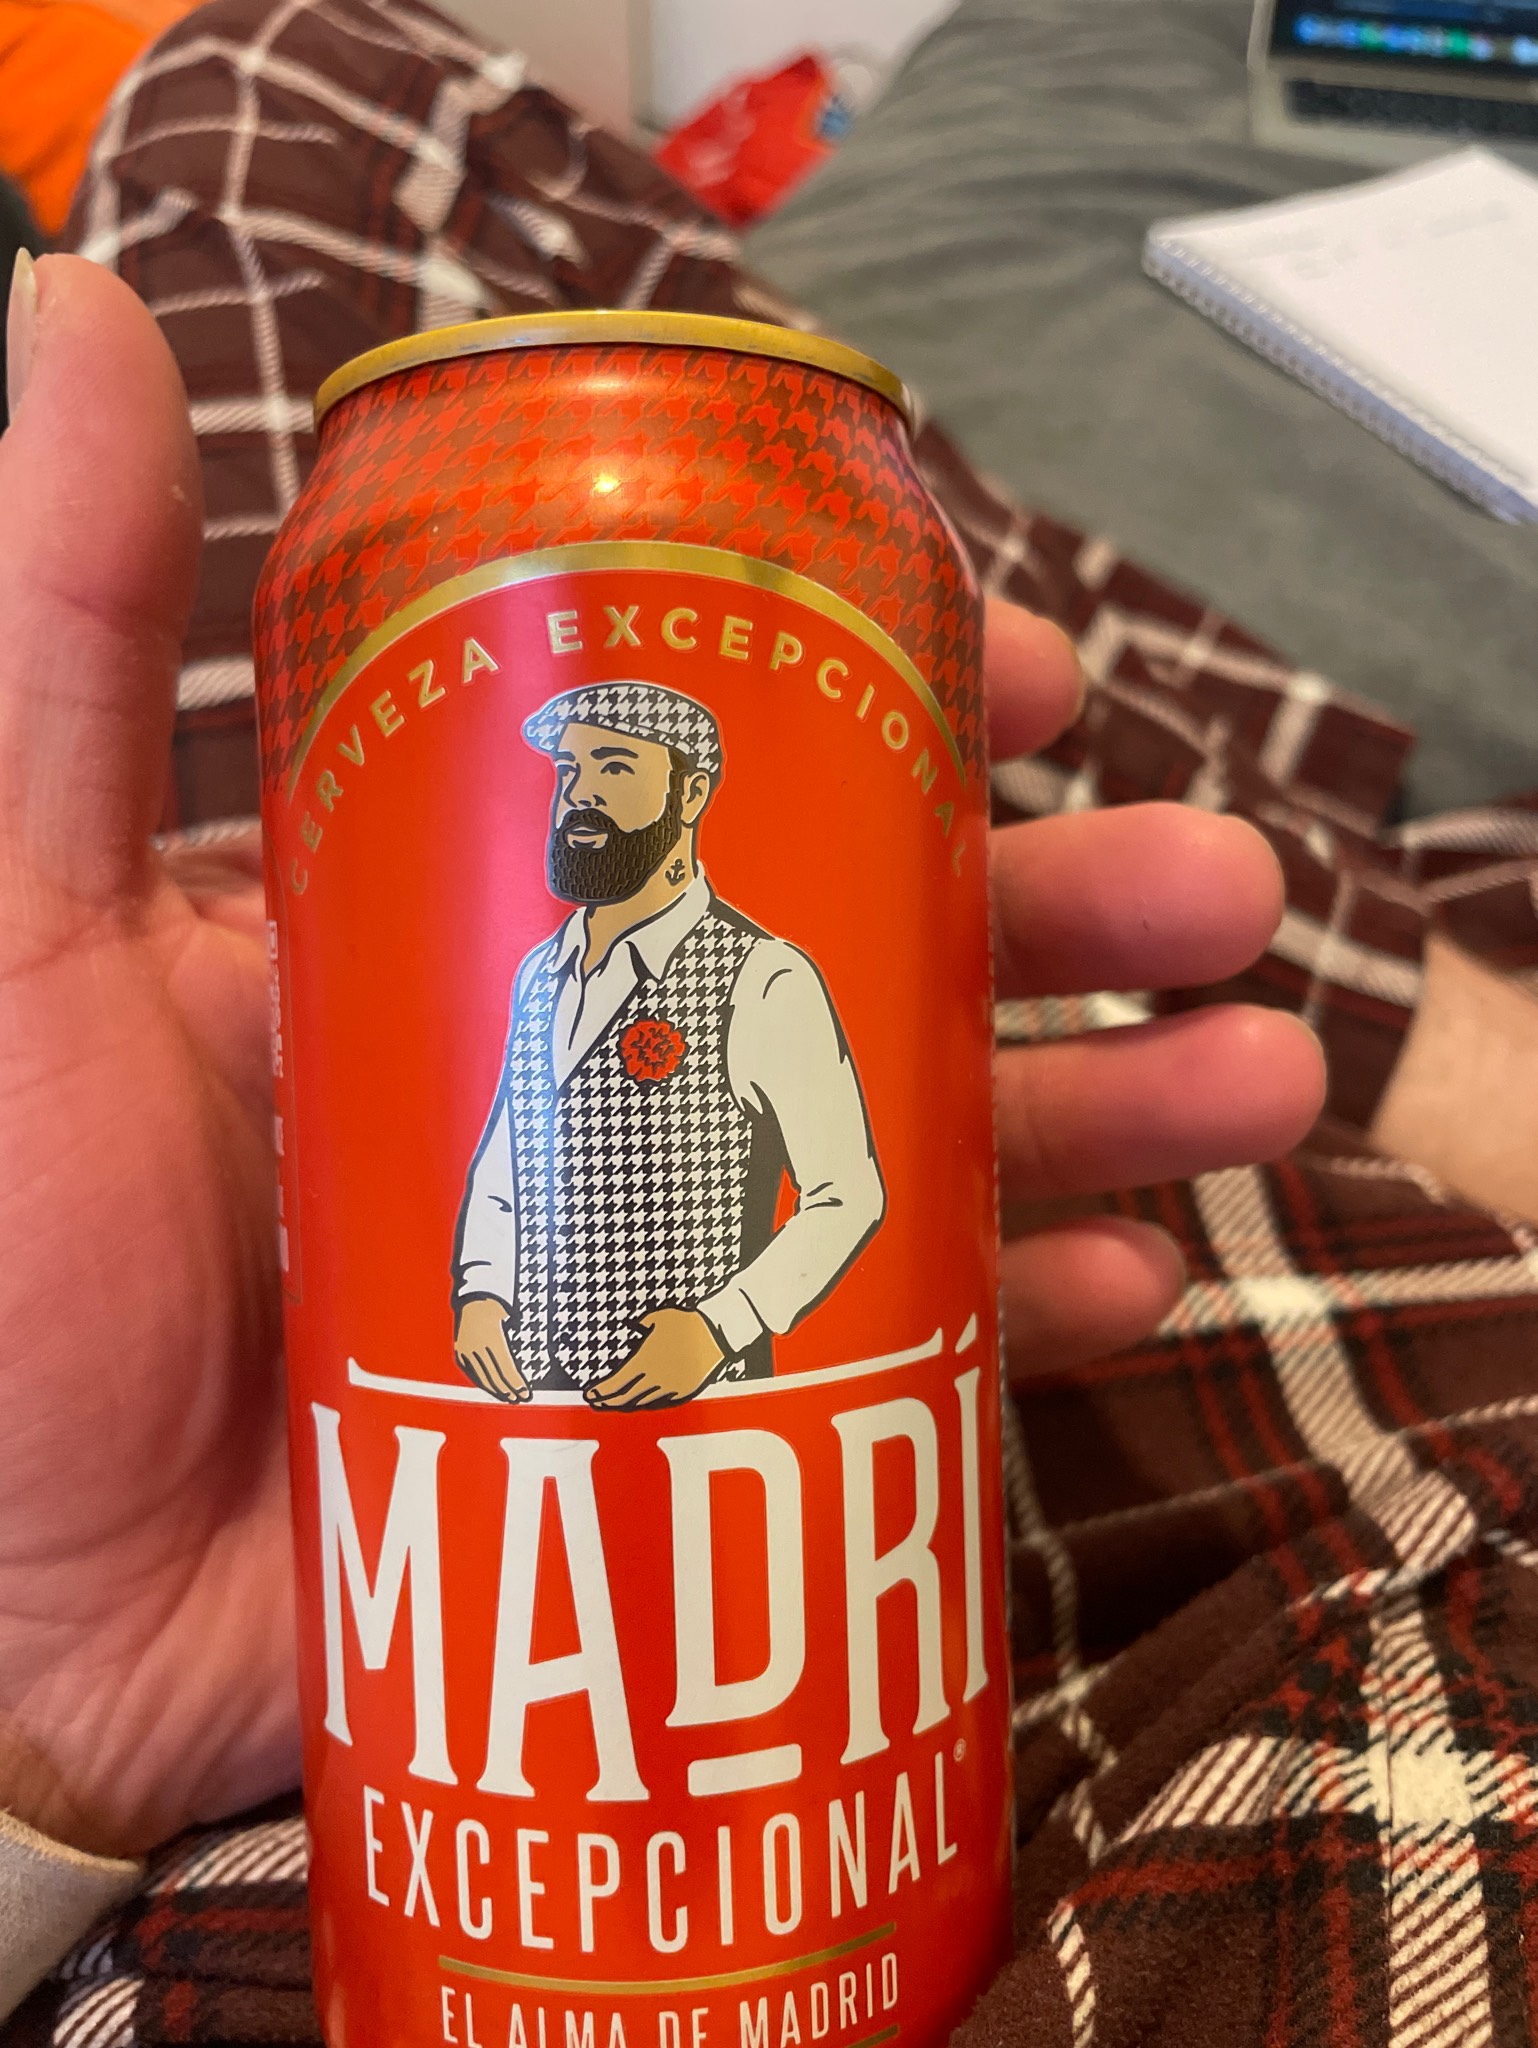 CERVEZA EXCEPCIONAL
MADRÍ
EXCEPCIONAL®
EL ALMA DE MADRID